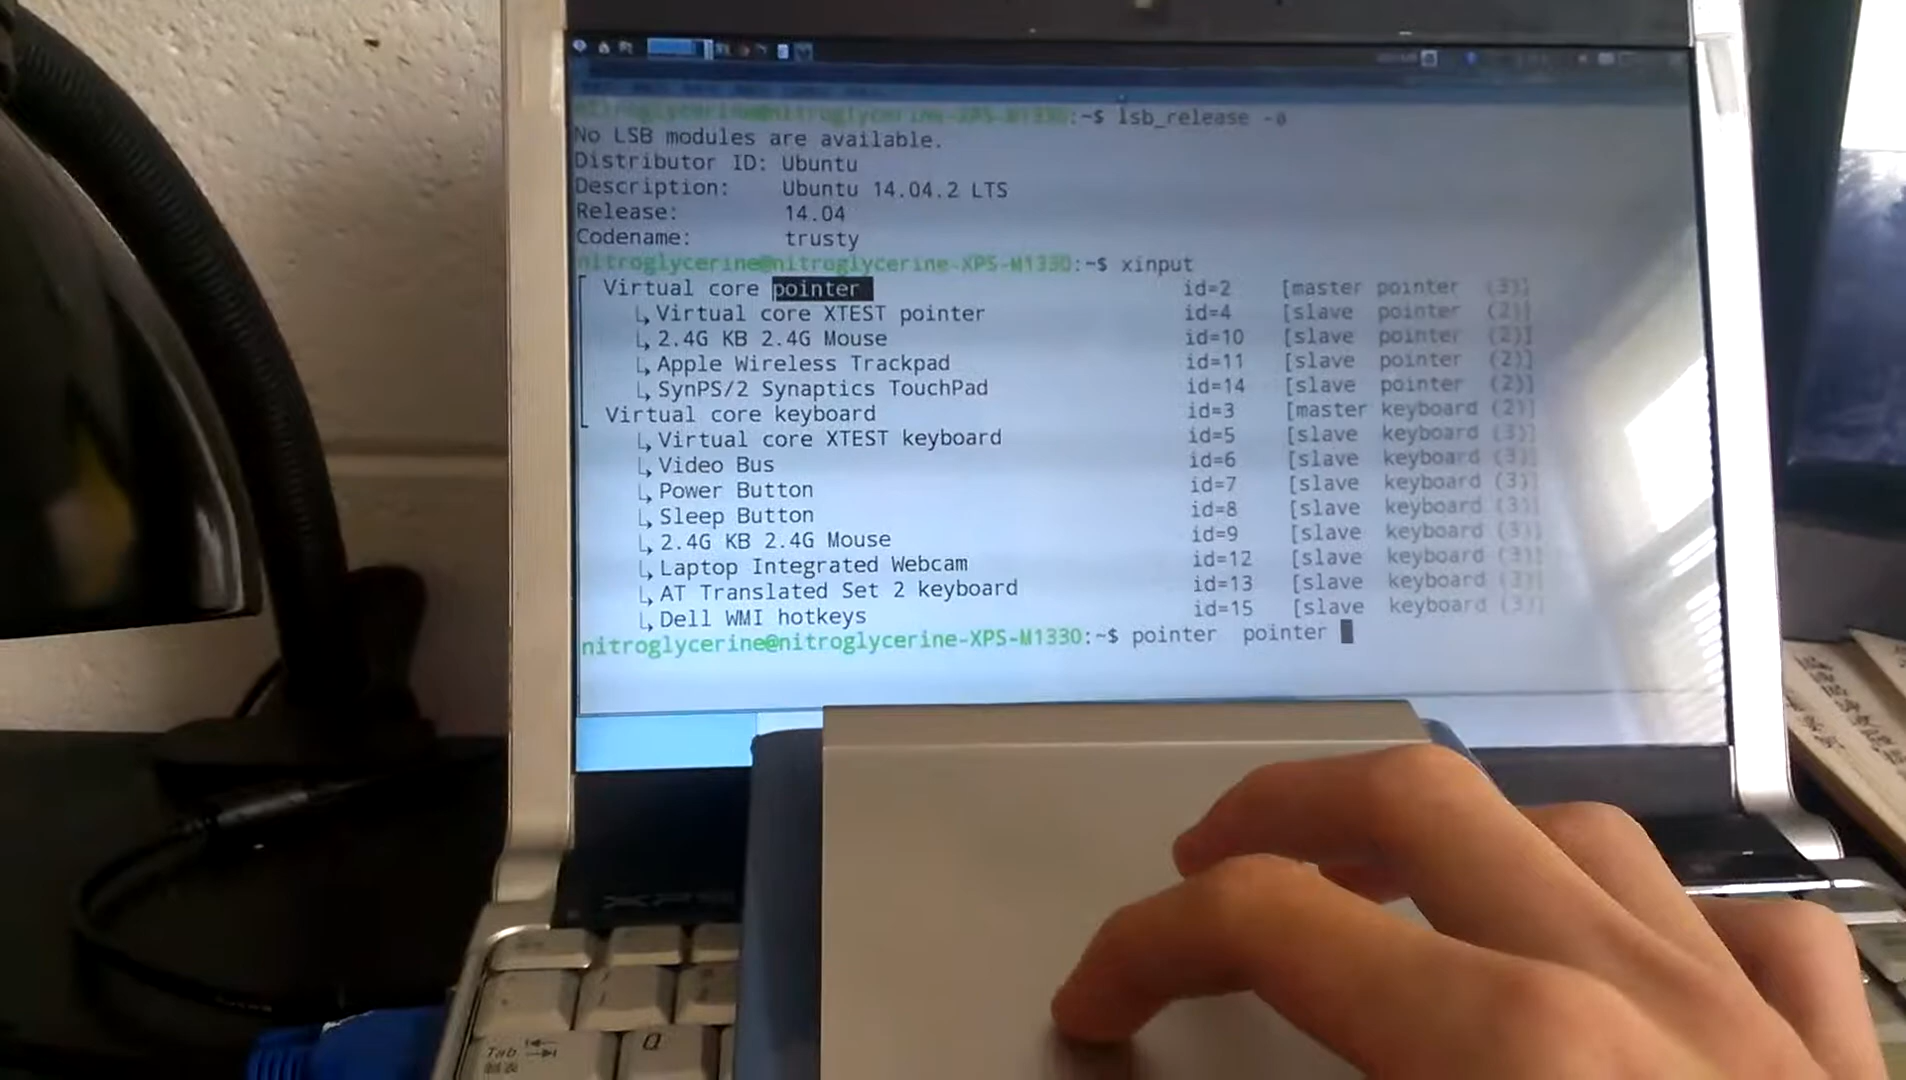 nitroglycerine@nitroglycerine-XPS-M1330:~$ lsb_release -a
No LSB modules are available.
Distributor ID: Ubuntu
Description: Ubuntu 14.04.2 LTS
Release: 14.04
Codename: trusty
nitroglycerine@nitroglycerine-XPS-M1330:~$ xinput
⎡ Virtual core pointer id=2 [master pointer (3)]
↳ Virtual core XTEST pointer id=4 [slave pointer (2)]
↳ 2.4G KB 2.4G Mouse id=10 [slave pointer (2)]
↳ Apple Wireless Trackpad id=11 [slave pointer (2)]
↳ SynPS/2 Synaptics TouchPad id=14 [slave pointer (2)]
⎣ Virtual core keyboard id=3 [master keyboard (2)]
↳ Virtual core XTEST keyboard id=5 [slave keyboard (3)]
↳ Video Bus id=6 [slave keyboard (3)]
↳ Power Button id=7 [slave keyboard (3)]
↳ Sleep Button id=8 [slave keyboard (3)]
↳ 2.4G KB 2.4G Mouse id=9 [slave keyboard (3)]
↳ Laptop Integrated Webcam id=12 [slave keyboard (3)]
↳ AT Translated Set 2 keyboard id=13 [slave keyboard (3)]
↳ Dell WMI hotkeys id=15 [slave keyboard (3)]
nitroglycerine@nitroglycerine-XPS-M1330:~$ pointer pointer
XPS
Tab
Q